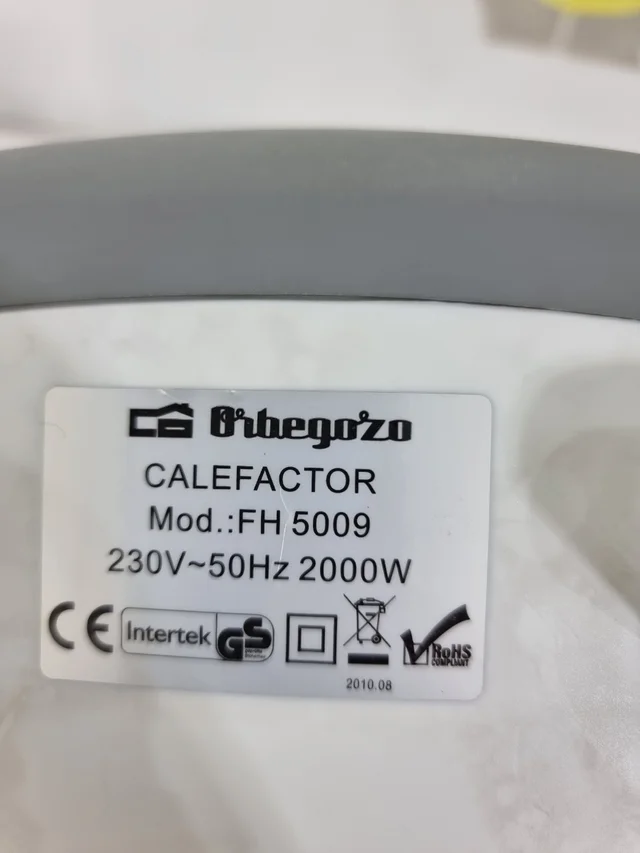 Orbegozo
CALEFACTOR
Mod.:FH 5009
230V~50Hz 2000W
CE Intertek GS RoHS
COMPLIANT
2010.08